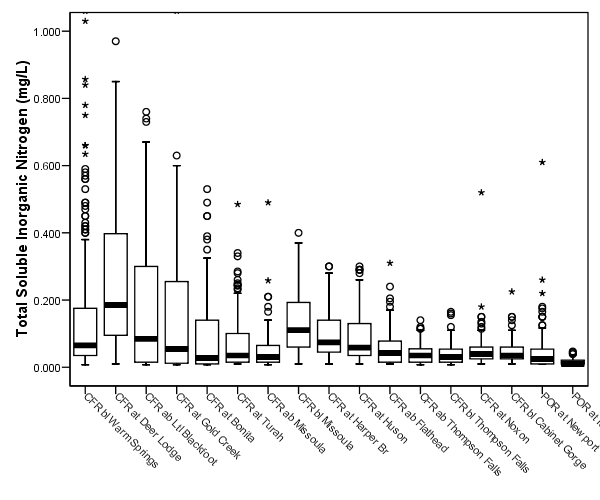 Total Soluble Inorganic Nitrogen (mg/L)
1.000
0.800
0.600
0.400
0.200
0.000
CFR bl Warm Springs
CFR at Deer Lodge
CFR ab Ltl Blackfoot
CFR at Gold Creek
CFR at Bonita
CFR at Turah
CFR ab Missoula
CFR bl Missoula
CFR at Harper Br
CFR at Huson
CFR ab Flathead
CFR ab Thompson Falls
CFR bl Thompson Falls
CFR at Noxon
CFR bl Cabinet Gorge
POR at Newport
POR at